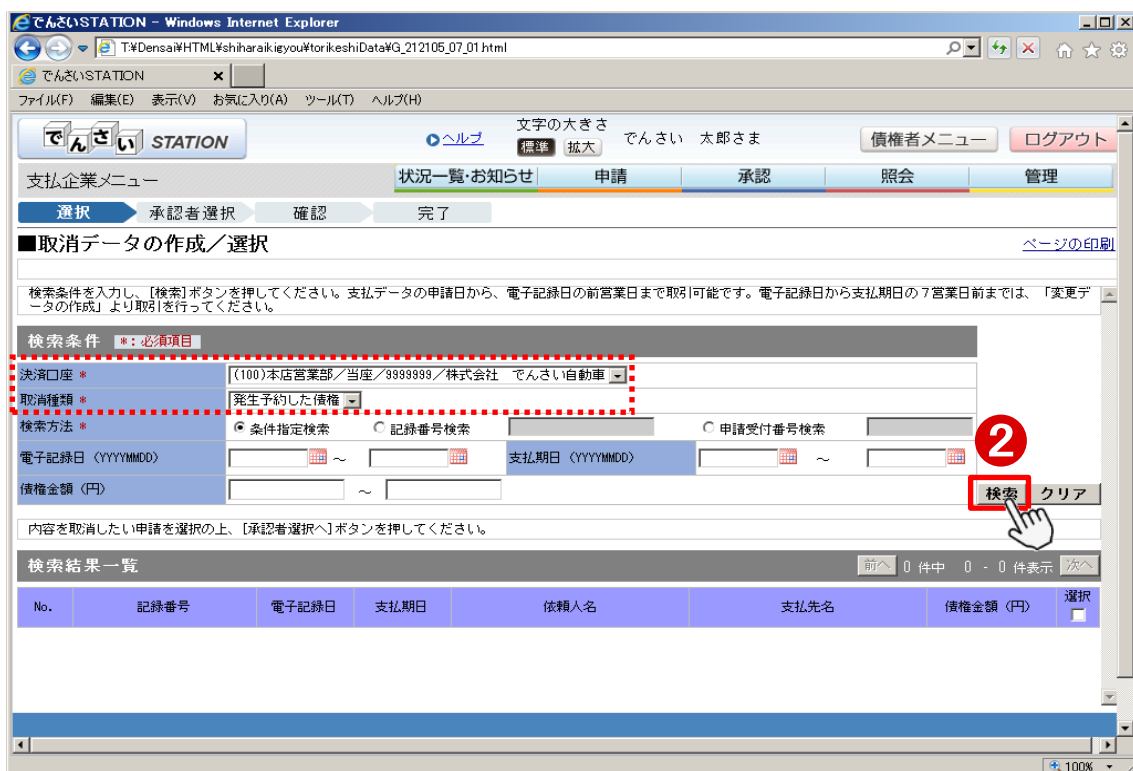 でんさいSTATION - Windows Internet Explorer
T:¥Densai¥HTML¥shiharaikigyou¥torikeshiData¥G_212105_07_01.html
でんさいSTATION
ファイル(F) 編集(E) 表示(V) お気に入り(A) ツール(T) ヘルプ(H)
でんさい STATION
ヘルプ
文字の大きさ
標準 拡大
でんさい 太郎さま
債権者メニュー
ログアウト
支払企業メニュー
状況一覧・お知らせ 申請 承認 照会 管理
選択 承認者選択 確認 完了
■取消データの作成／選択
ページの印刷
検索条件を入力し、[検索]ボタンを押してください。支払データの申請日から、電子記録日の前営業日まで取引可能です。電子記録日から支払期日の７営業日前までは、「変更デ
ータの作成」より取引を行ってください。
検索条件 *：必須項目
決済口座 * (100)本店営業部／当座／9999999／株式会社 でんさい自動車
取消種類 * 発生予約した債権
検索方法 * 条件指定検索 記録番号検索 申請受付番号検索
電子記録日（YYYYMMDD） ～ 支払期日（YYYYMMDD） ～
債権金額（円） ～
2
検索 クリア
内容を取消したい申請を選択の上、[承認者選択へ]ボタンを押してください。
検索結果一覧
前へ 0 件中 0 - 0 件表示 次へ
No. 記録番号 電子記録日 支払期日 依頼人名 支払先名 債権金額（円） 選択
100%